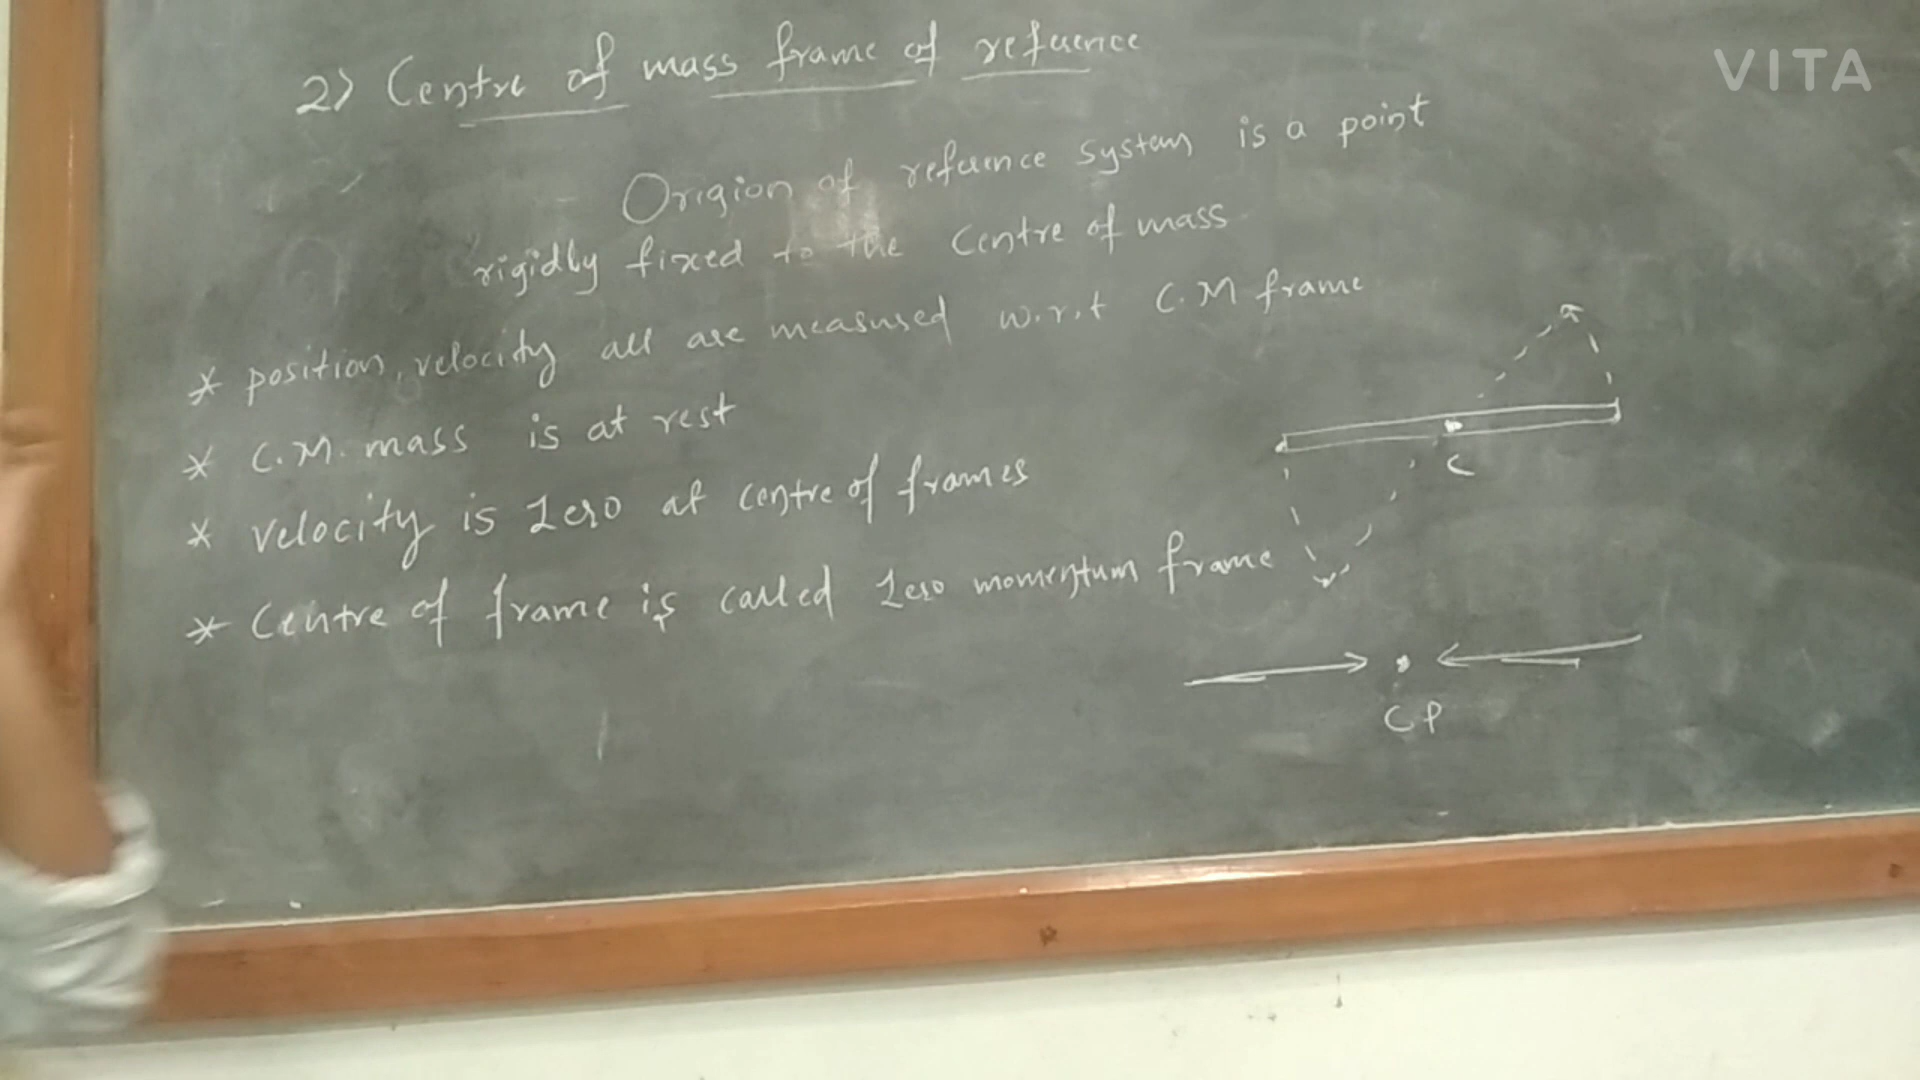 2) Centre of mass frame of reference
VITA
Origion of reference system is a point
rigidly fixed to the Centre of mass
* position, velocity all are measured w.r.t C.M frame
* C.M. mass is at rest
* velocity is zero at centre of frames
* Centre of frame is called zero momentum frame
C
CP